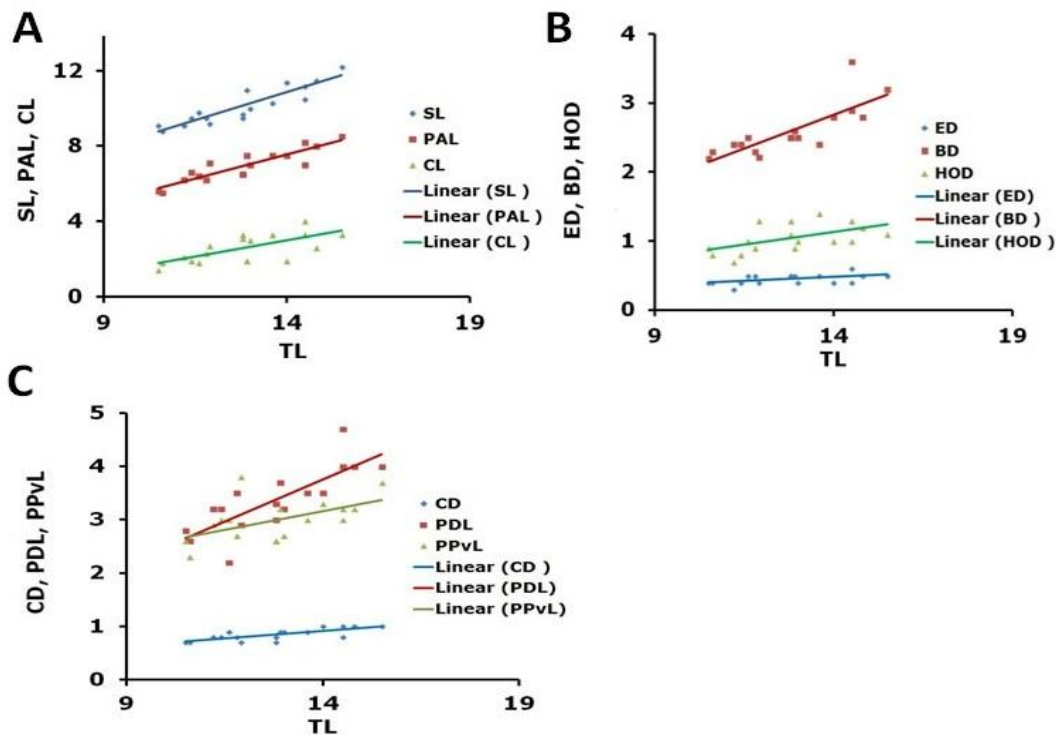 A
SL, PAL, CL
12
8
4
0
9
14
19
TL
SL
PAL
CL
Linear (SL )
Linear (PAL )
Linear (CL )
B
ED, BD, HOD
4
3
2
1
0
9
14
19
TL
ED
BD
HOD
Linear (ED)
Linear (BD )
Linear (HOD )
C
CD, PDL, PPvL
5
4
3
2
1
0
9
14
19
TL
CD
PDL
PPvL
Linear (CD )
Linear (PDL)
Linear (PPvL)